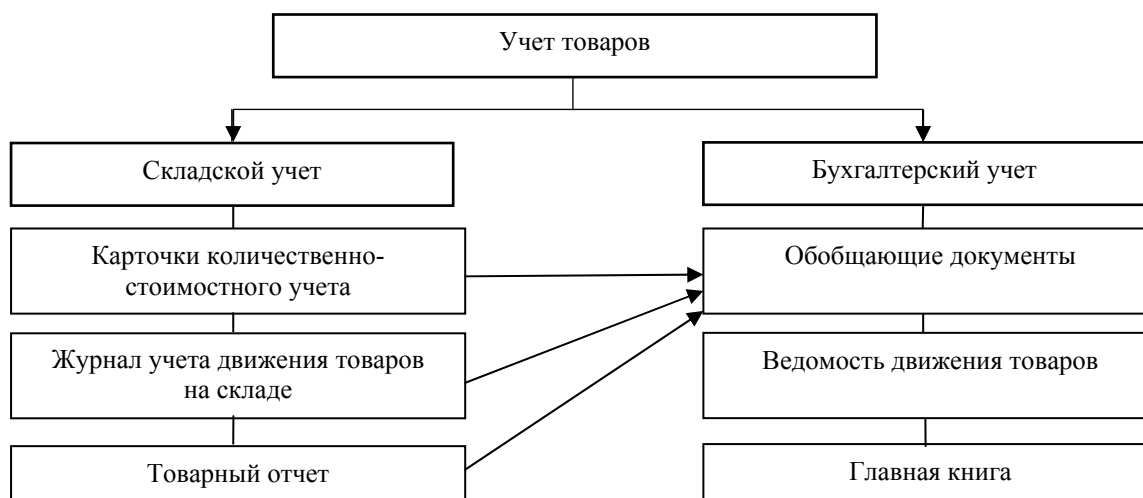 Учет товаров
Складской учет
Бухгалтерский учет
Карточки количественно-
стоимостного учета
Обобщающие документы
Журнал учета движения товаров
на складе
Ведомость движения товаров
Товарный отчет
Главная книга